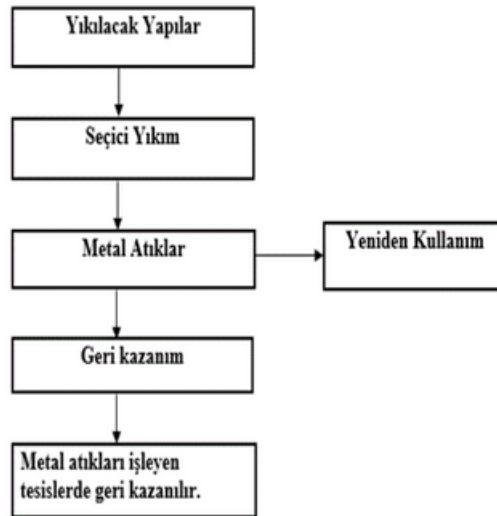 Yıkılacak Yapılar
Seçici Yıkım
Metal Atıklar
Yeniden Kullanım
Geri kazanım
Metal atıkları işleyen
tesislerde geri kazanılır.